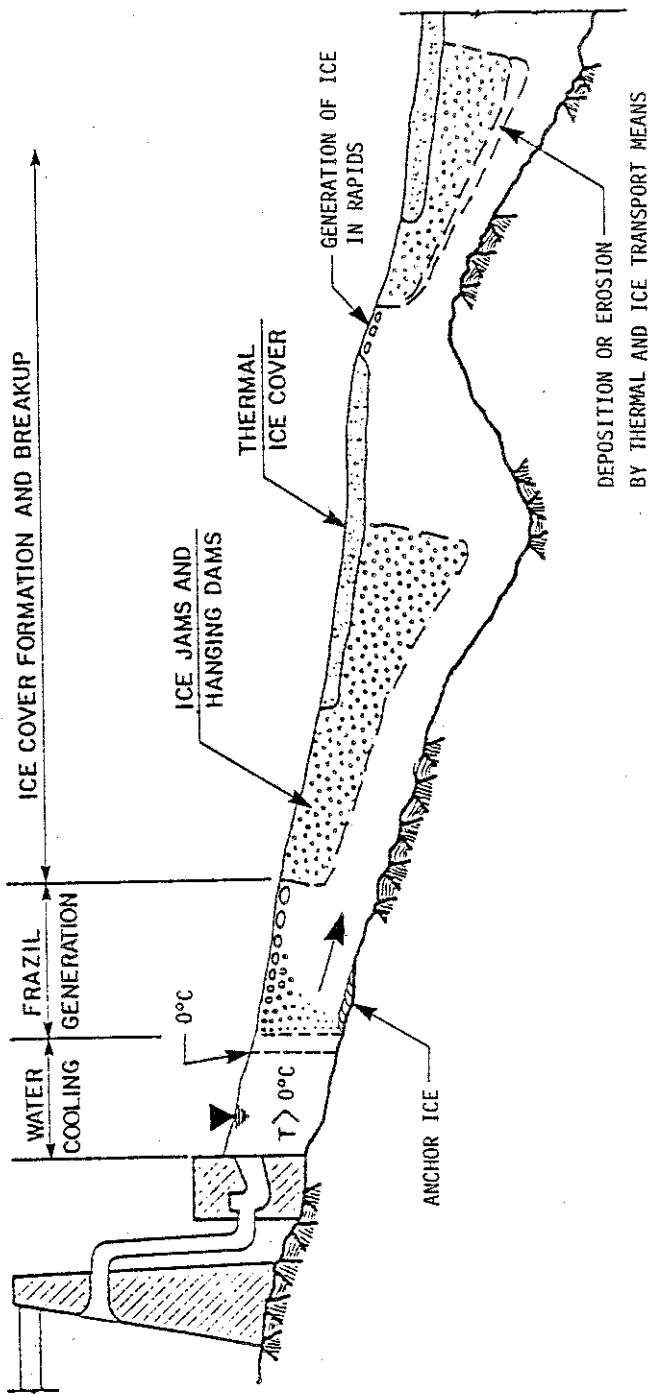 ICE COVER FORMATION AND BREAKUP
WATER
COOLING
FRAZIL
GENERATION
0°C
T > 0°C
ICE JAMS AND
HANGING DAMS
THERMAL
ICE COVER
GENERATION OF ICE
IN RAPIDS
ANCHOR ICE
DEPOSITION OR EROSION
BY THERMAL AND ICE TRANSPORT MEANS